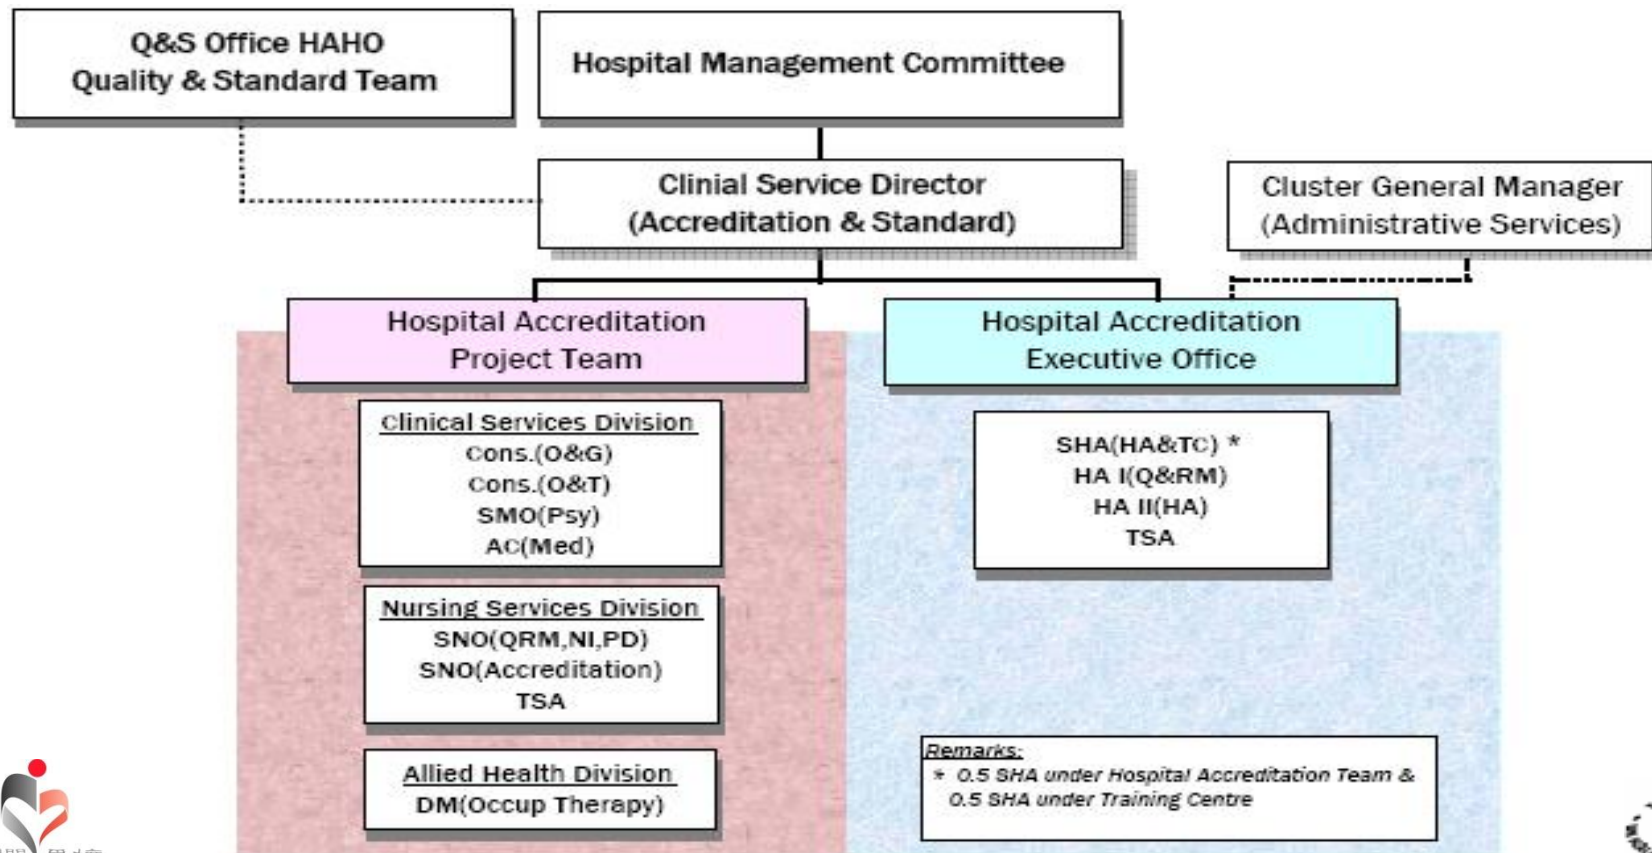 Q&S Office HAHO
Quality & Standard Team
Hospital Management Committee
Clinial Service Director
(Accreditation & Standard)
Cluster General Manager
(Administrative Services)
Hospital Accreditation
Project Team
Hospital Accreditation
Executive Office
Clinical Services Division
Cons.(O&G)
Cons.(O&T)
SMO(Psy)
AC(Med)
Nursing Services Division
SNO(QRM,NI,PD)
SNO(Accreditation)
TSA
Allied Health Division
DM(Occup Therapy)
SHA(HA&TC) *
HA I(Q&RM)
HA II(HA)
TSA
Remarks:
* 0.5 SHA under Hospital Accreditation Team &
0.5 SHA under Training Centre